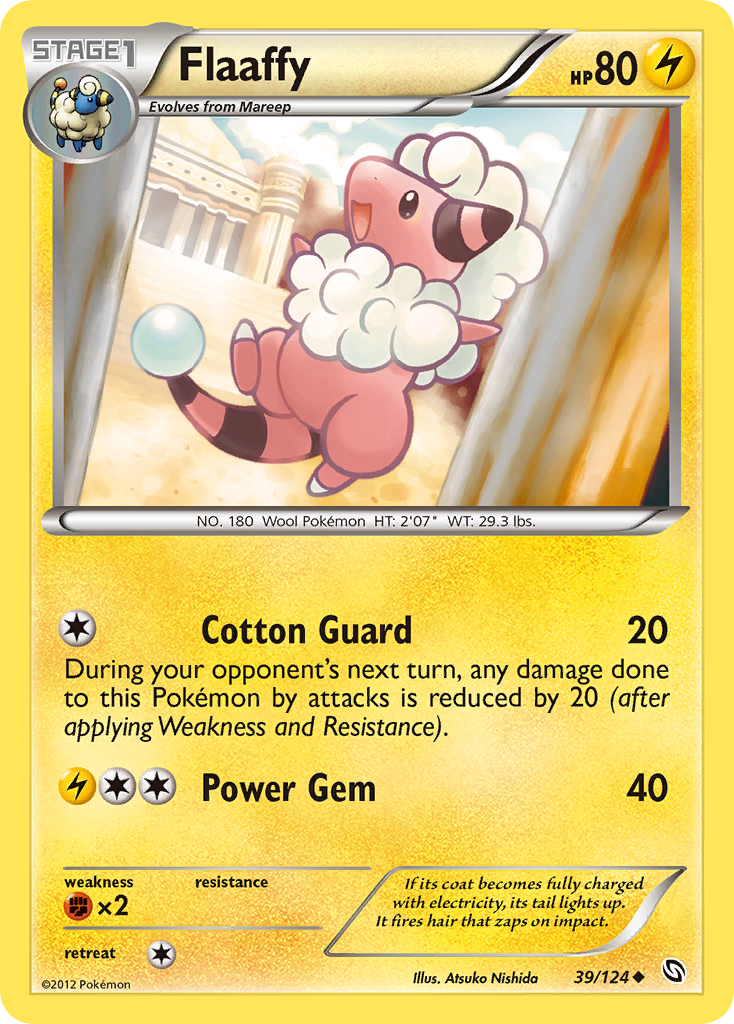 STAGE1
Flaaffy
HP80
Evolves from Mareep
NO. 180 Wool Pokémon HT: 2'07" WT: 29.3 lbs.
Cotton Guard 20
During your opponent's next turn, any damage done
to this Pokémon by attacks is reduced by 20 (after
applying Weakness and Resistance).
Power Gem 40
weakness resistance
×2
retreat
If its coat becomes fully charged
with electricity, its tail lights up.
It fires hair that zaps on impact.
©2012 Pokémon
Illus. Atsuko Nishida
39/124